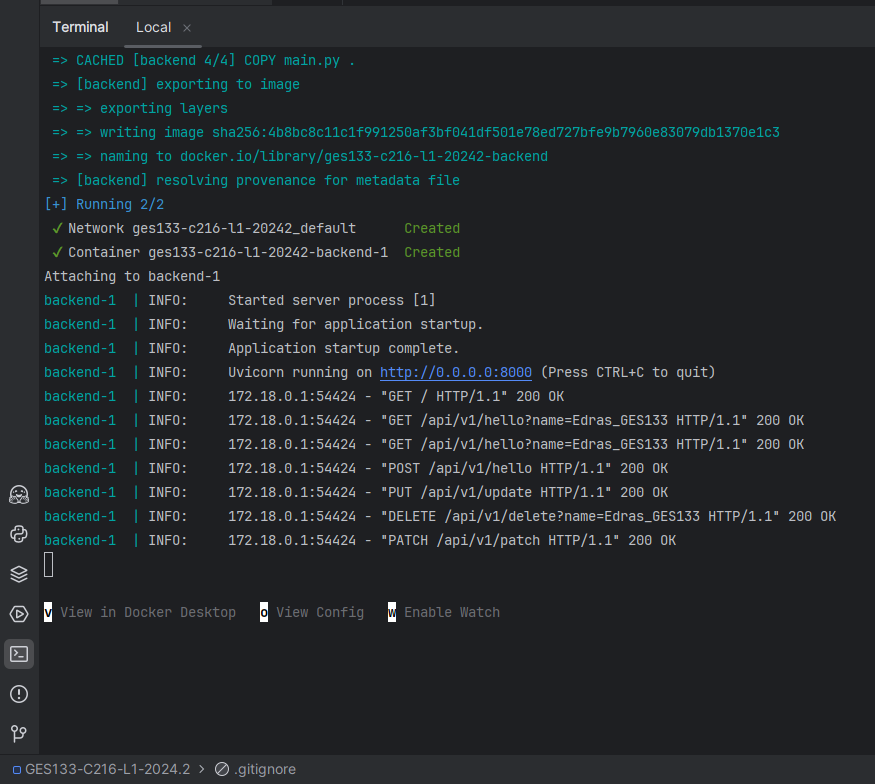 Terminal Local ×
=> CACHED [backend 4/4] COPY main.py .
=> [backend] exporting to image
=> => exporting layers
=> => writing image sha256:4b8bc8c11c1f991250af3bf041df501e78ed727bfe9b7960e83079db1370e1c3
=> => naming to docker.io/library/ges133-c216-l1-20242-backend
=> [backend] resolving provenance for metadata file
[+] Running 2/2
✓ Network ges133-c216-l1-20242_default Created
✓ Container ges133-c216-l1-20242-backend-1 Created
Attaching to backend-1
backend-1 | INFO: Started server process [1]
backend-1 | INFO: Waiting for application startup.
backend-1 | INFO: Application startup complete.
backend-1 | INFO: Uvicorn running on http://0.0.0.0:8000 (Press CTRL+C to quit)
backend-1 | INFO: 172.18.0.1:54424 - "GET / HTTP/1.1" 200 OK
backend-1 | INFO: 172.18.0.1:54424 - "GET /api/v1/hello?name=Edras_GES133 HTTP/1.1" 200 OK
backend-1 | INFO: 172.18.0.1:54424 - "GET /api/v1/hello?name=Edras_GES133 HTTP/1.1" 200 OK
backend-1 | INFO: 172.18.0.1:54424 - "POST /api/v1/hello HTTP/1.1" 200 OK
backend-1 | INFO: 172.18.0.1:54424 - "PUT /api/v1/update HTTP/1.1" 200 OK
backend-1 | INFO: 172.18.0.1:54424 - "DELETE /api/v1/delete?name=Edras_GES133 HTTP/1.1" 200 OK
backend-1 | INFO: 172.18.0.1:54424 - "PATCH /api/v1/patch HTTP/1.1" 200 OK
v View in Docker Desktop o View Config w Enable Watch
GES133-C216-L1-2024.2 > .gitignore